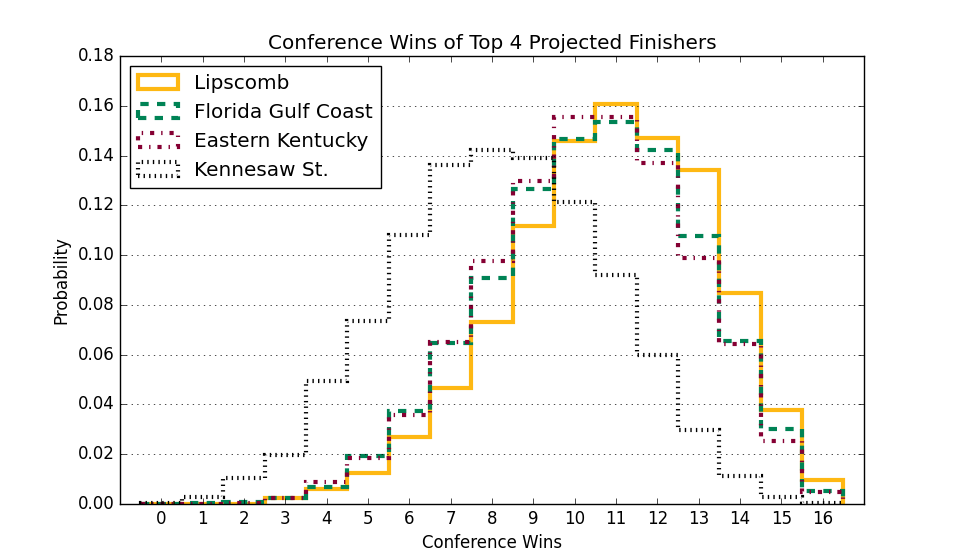 Conference Wins of Top 4 Projected Finishers
0.18
0.16
0.14
0.12
0.10
0.08
0.06
0.04
0.02
0.00
Probability
Lipscomb
Florida Gulf Coast
Eastern Kentucky
Kennesaw St.
0 1 2 3 4 5 6 7 8 9 10 11 12 13 14 15 16
Conference Wins